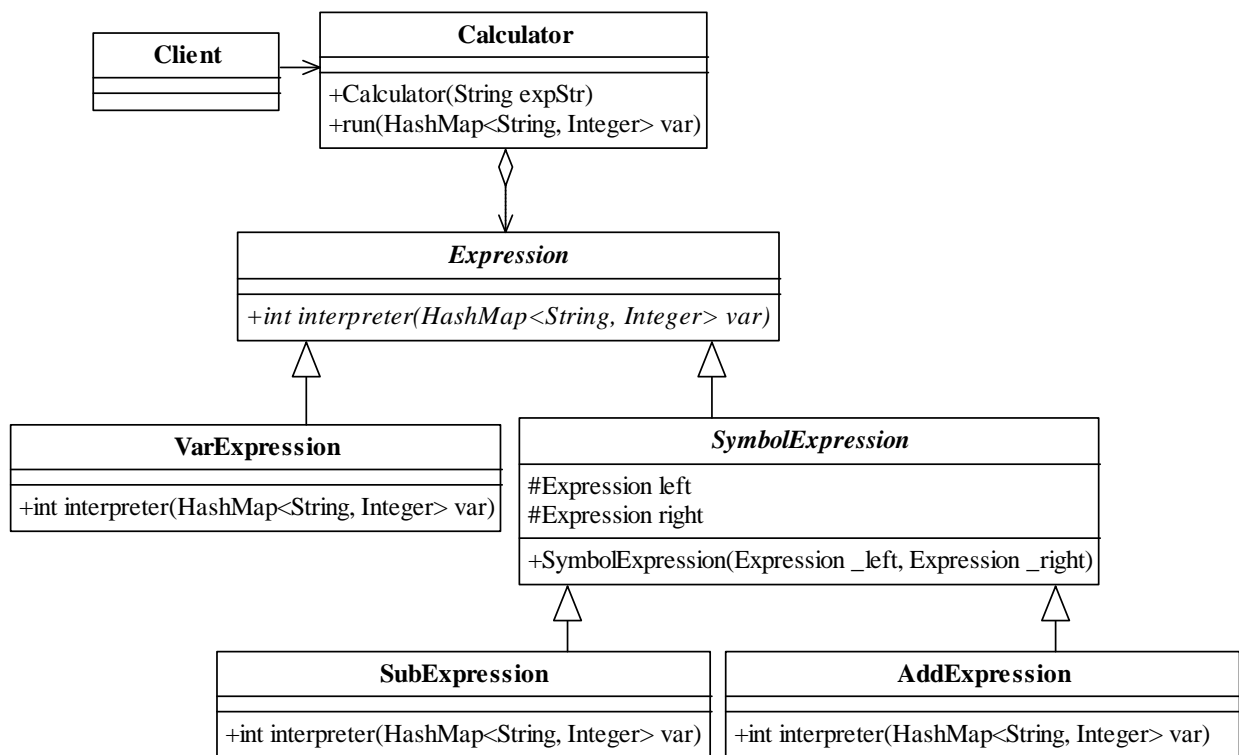 Client
Calculator
+Calculator(String expStr)
+run(HashMap<String, Integer> var)
Expression
+int interpreter(HashMap<String, Integer> var)
VarExpression
+int interpreter(HashMap<String, Integer> var)
SymbolExpression
#Expression left
#Expression right
+SymbolExpression(Expression _left, Expression _right)
SubExpression
+int interpreter(HashMap<String, Integer> var)
AddExpression
+int interpreter(HashMap<String, Integer> var)